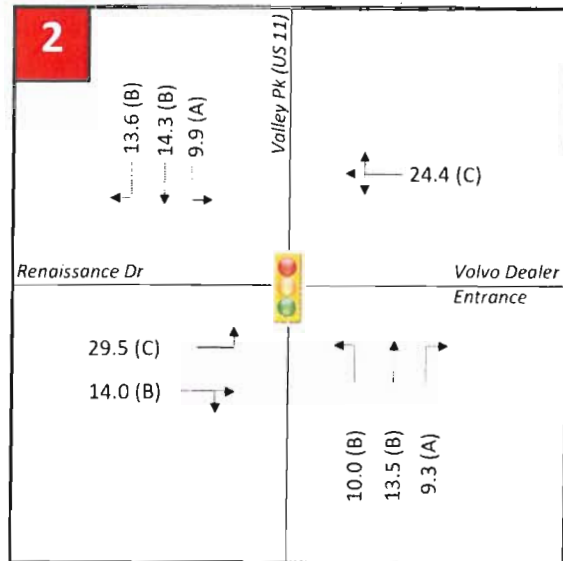 2
Valley Pk (US 11)
13.6 (B)
14.3 (B)
9.9 (A)
24.4 (C)
Renaissance Dr
Volvo Dealer
Entrance
29.5 (C)
14.0 (B)
10.0 (B)
13.5 (B)
9.3 (A)